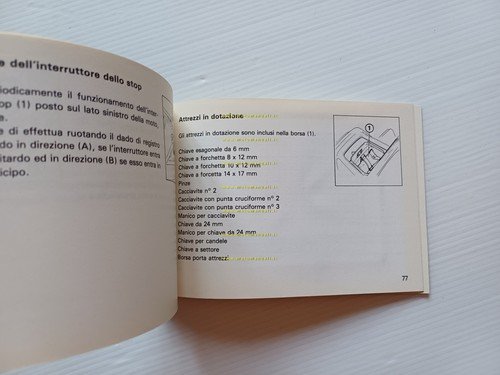 e dell'interruttore dello stop
odicamente il funzionamento dell'inter-
op (1) posto sul lato sinistro della moto,
e.
e di effettua ruotando il dado di registro
do in direzione (A), se l'interruttore entra
itardo ed in direzione (B) se esso entra in
icipo.
Attrezzi in dotazione
Gli attrezzi in dotazione sono inclusi nella borsa (1).
Chiave esagonale da 6 mm
Chiave a forchetta 8 x 12 mm
Chiave a forchetta 10 x 12 mm
Chiave a forcetta 14 x 17 mm
Pinze
Cacciavite n° 2
Cacciavite con punta cruciforme n° 2
Cacciavite con punta cruciforme n° 3
Manico per cacciavite
Chiave da 24 mm
Manico per chiave da 24 mm
Chiave per candele
Chiave a settore
Borsa porta attrezzi
1
77